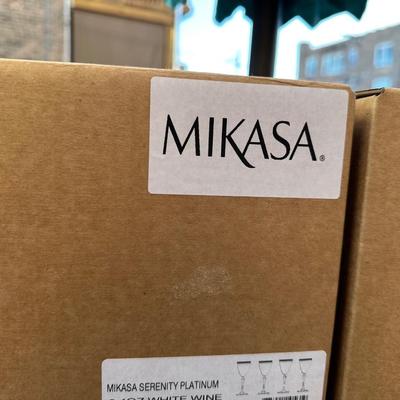 MIKASA®
MIKASA SERENITY PLATINUM
WHITE WINE